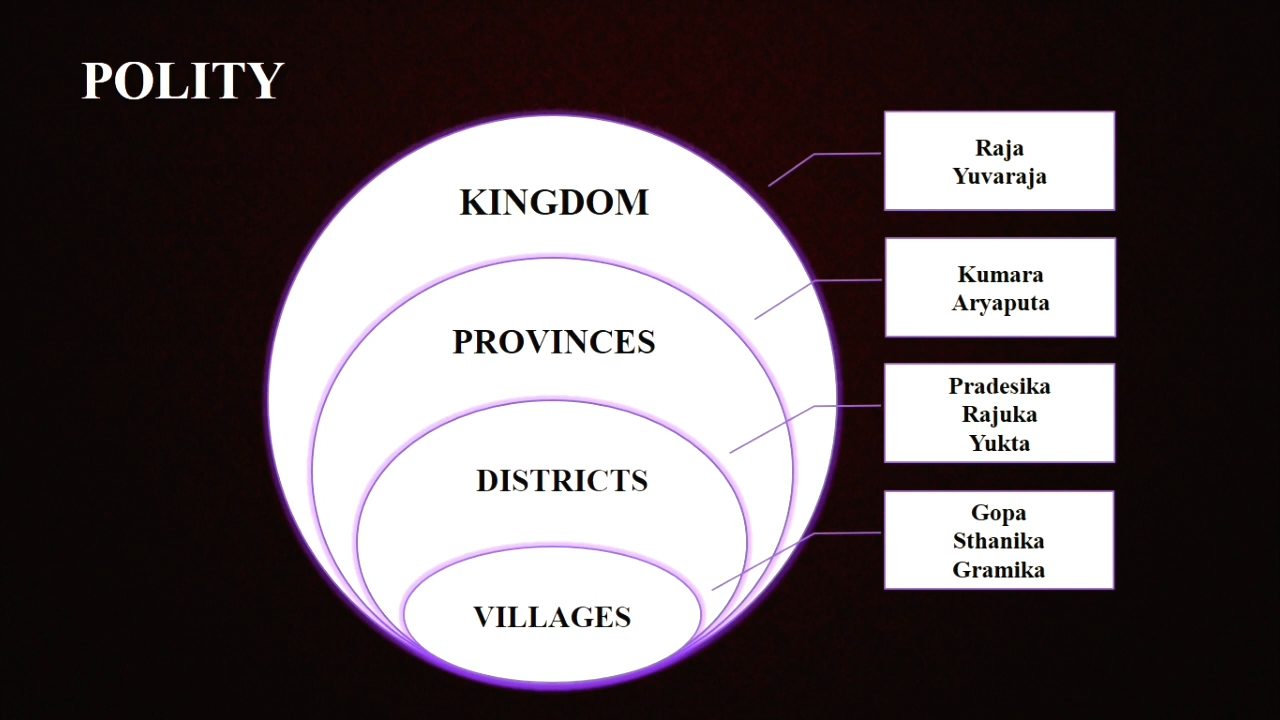 POLITY
KINGDOM
Raja
Yuvaraja
PROVINCES
Kumara
Aryaputa
DISTRICTS
Pradesika
Rajuka
Yukta
VILLAGES
Gopa
Sthanika
Gramika